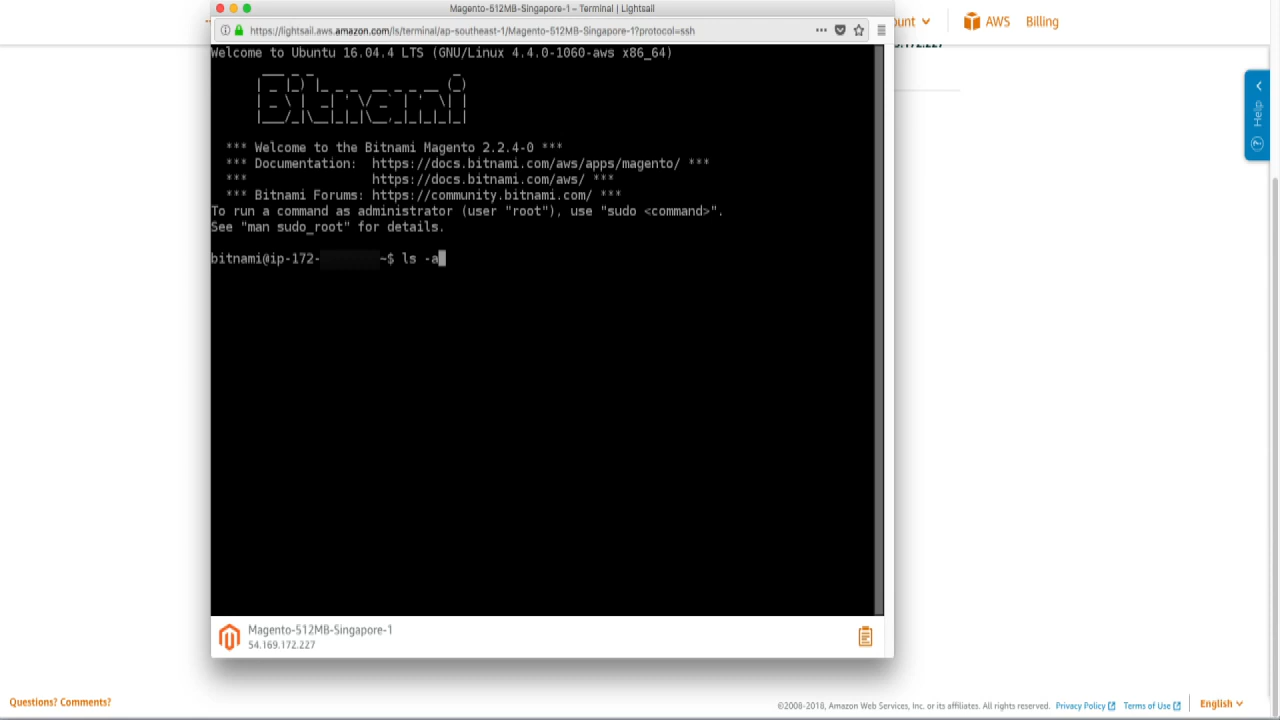 Magento-512MB-Singapore-1 – Terminal | Lightsail
https://lightsail.aws.amazon.com/ls/terminal/ap-southeast-1/Magento-512MB-Singapore-1?protocol=ssh
AWS
Billing
Welcome to Ubuntu 16.04.4 LTS (GNU/Linux 4.4.0-1060-aws x86_64)
Bitnami
*** Welcome to the Bitnami Magento 2.2.4-0 ***
*** Documentation: https://docs.bitnami.com/aws/apps/magento/ ***
*** https://docs.bitnami.com/aws/ ***
*** Bitnami Forums: https://community.bitnami.com/ ***
To run a command as administrator (user "root"), use "sudo <command>".
See "man sudo_root" for details.
bitnami@ip-172- ~$ ls -a
Help
Magento-512MB-Singapore-1
54.169.172.227
Questions? Comments?
©2008-2018, Amazon Web Services, Inc. or its affiliates. All rights reserved. Privacy Policy Terms of Use English